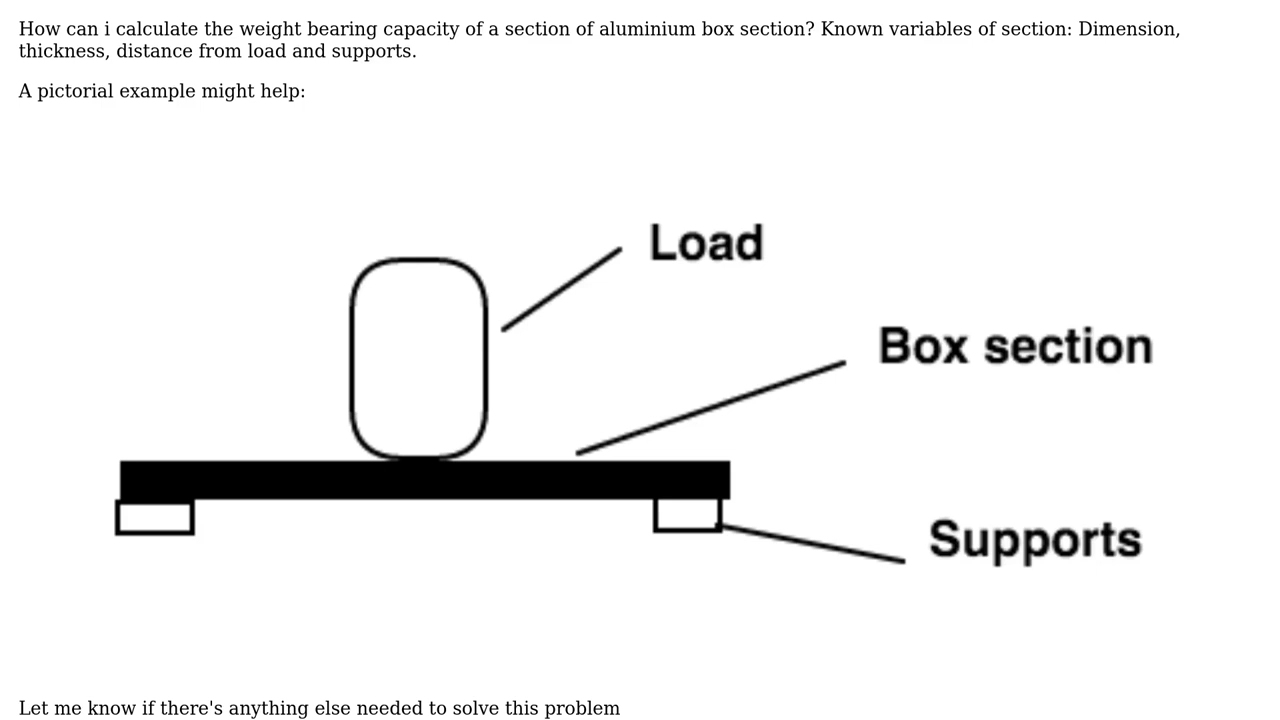 How can i calculate the weight bearing capacity of a section of aluminium box section? Known variables of section: Dimension,
thickness, distance from load and supports.
A pictorial example might help:
Load
Box section
Supports
Let me know if there's anything else needed to solve this problem